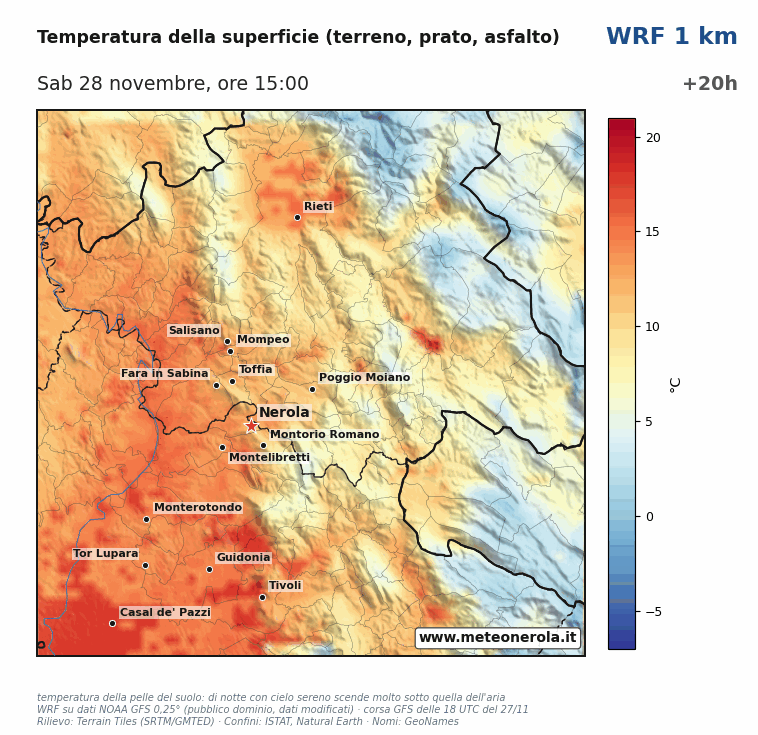 Temperatura della superficie (terreno, prato, asfalto)
WRF 1 km
Sab 28 novembre, ore 15:00
+20h
Rieti
Salisano
Mompeo
Fara in Sabina
Toffia
Poggio Moiano
Nerola
Montorio Romano
Montelibretti
Monterotondo
Tor Lupara
Guidonia
Tivoli
Casal de' Pazzi
www.meteonerola.it
20
15
10
5
0
−5
°C
temperatura della pelle del suolo: di notte con cielo sereno scende molto sotto quella dell'aria
WRF su dati NOAA GFS 0,25° (pubblico dominio, dati modificati) · corsa GFS delle 18 UTC del 27/11
Rilievo: Terrain Tiles (SRTM/GMTED) · Confini: ISTAT, Natural Earth · Nomi: GeoNames